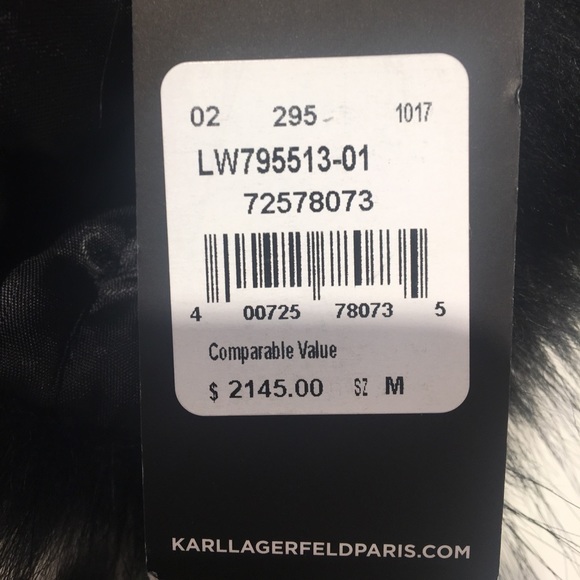 02 295 1017
LW795513-01
72578073
4 00725 78073 5
Comparable Value
$ 2145.00 SZ M
KARLLAGERFELDPARIS.COM